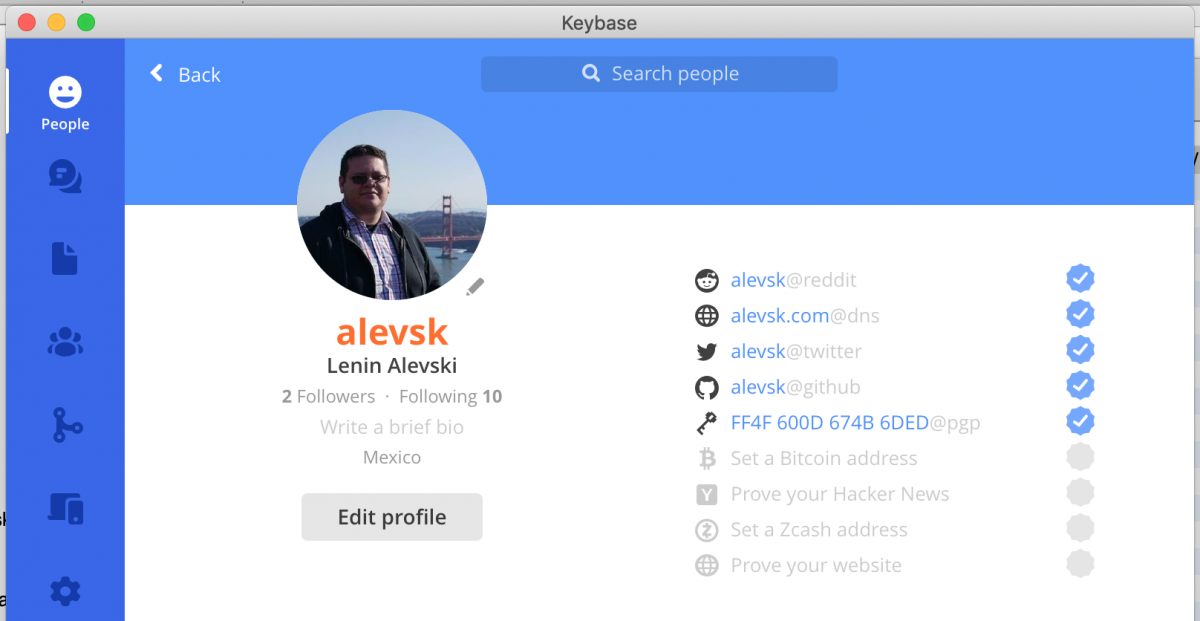 Keybase
Back
Search people
People
alevsk
Lenin Alevski
2 Followers · Following 10
Write a brief bio
Mexico
Edit profile
alevsk@reddit
alevsk.com@dns
alevsk@twitter
alevsk@github
FF4F 600D 674B 6DED@pgp
Set a Bitcoin address
Prove your Hacker News
Set a Zcash address
Prove your website